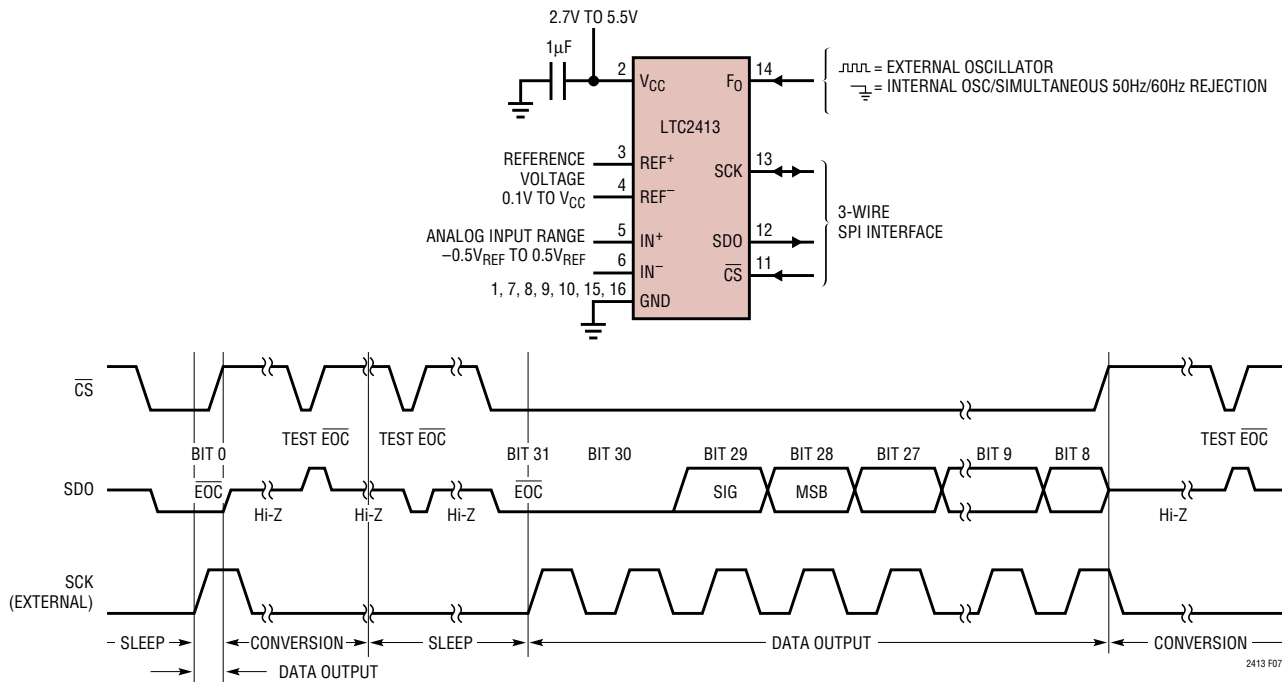 2.7V TO 5.5V
1µF
2
VCC
FO
14
= EXTERNAL OSCILLATOR
= INTERNAL OSC/SIMULTANEOUS 50Hz/60Hz REJECTION
LTC2413
REFERENCE
VOLTAGE
0.1V TO VCC
3
REF+
4
REF–
SCK
13
3-WIRE
SPI INTERFACE
ANALOG INPUT RANGE
–0.5VREF TO 0.5VREF
5
IN+
6
IN–
SDO
12
CS
11
1, 7, 8, 9, 10, 15, 16
GND
CS
TEST EOC
TEST EOC
TEST EOC
BIT 0
BIT 31
BIT 30
BIT 29
BIT 28
BIT 27
BIT 9
BIT 8
SDO
EOC
EOC
SIG
MSB
Hi-Z
Hi-Z
Hi-Z
Hi-Z
SCK
(EXTERNAL)
SLEEP
CONVERSION
SLEEP
DATA OUTPUT
CONVERSION
DATA OUTPUT
2413 F07